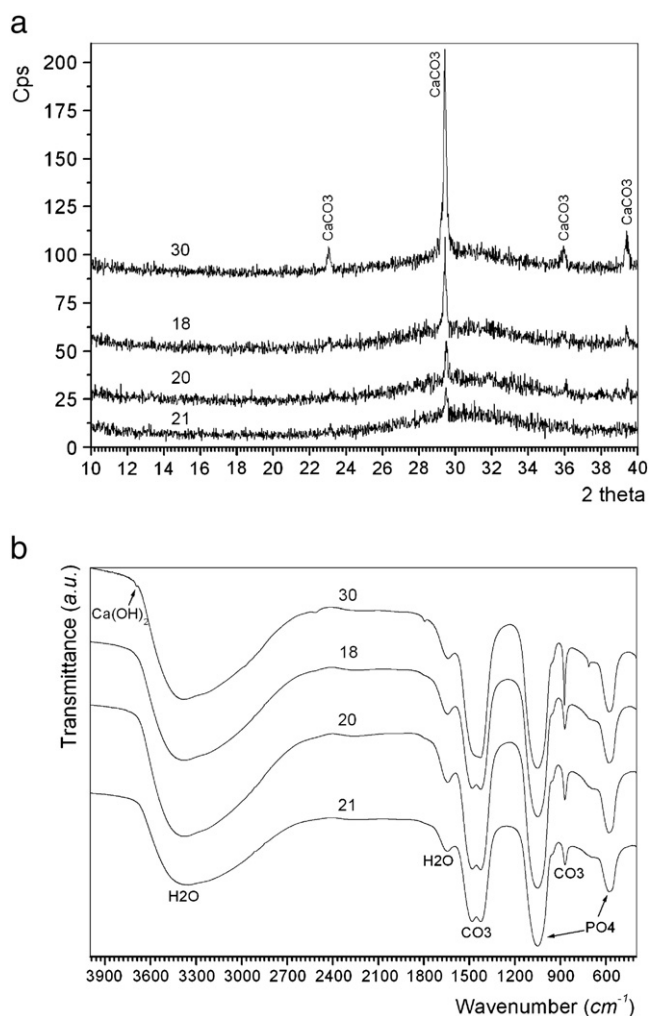 a
Cps
200
175
150
125
100
75
50
25
0
CaCO3
CaCO3
CaCO3
CaCO3
30
18
20
21
10 12 14 16 18 20 22 24 26 28 30 32 34 36 38 40
2 theta
b
Transmittance (a.u.)
Ca(OH)2
30
18
20
21
H2O
H2O
CO3
CO3
PO4
3900 3600 3300 3000 2700 2400 2100 1800 1500 1200 900 600
Wavenumber (cm-1)